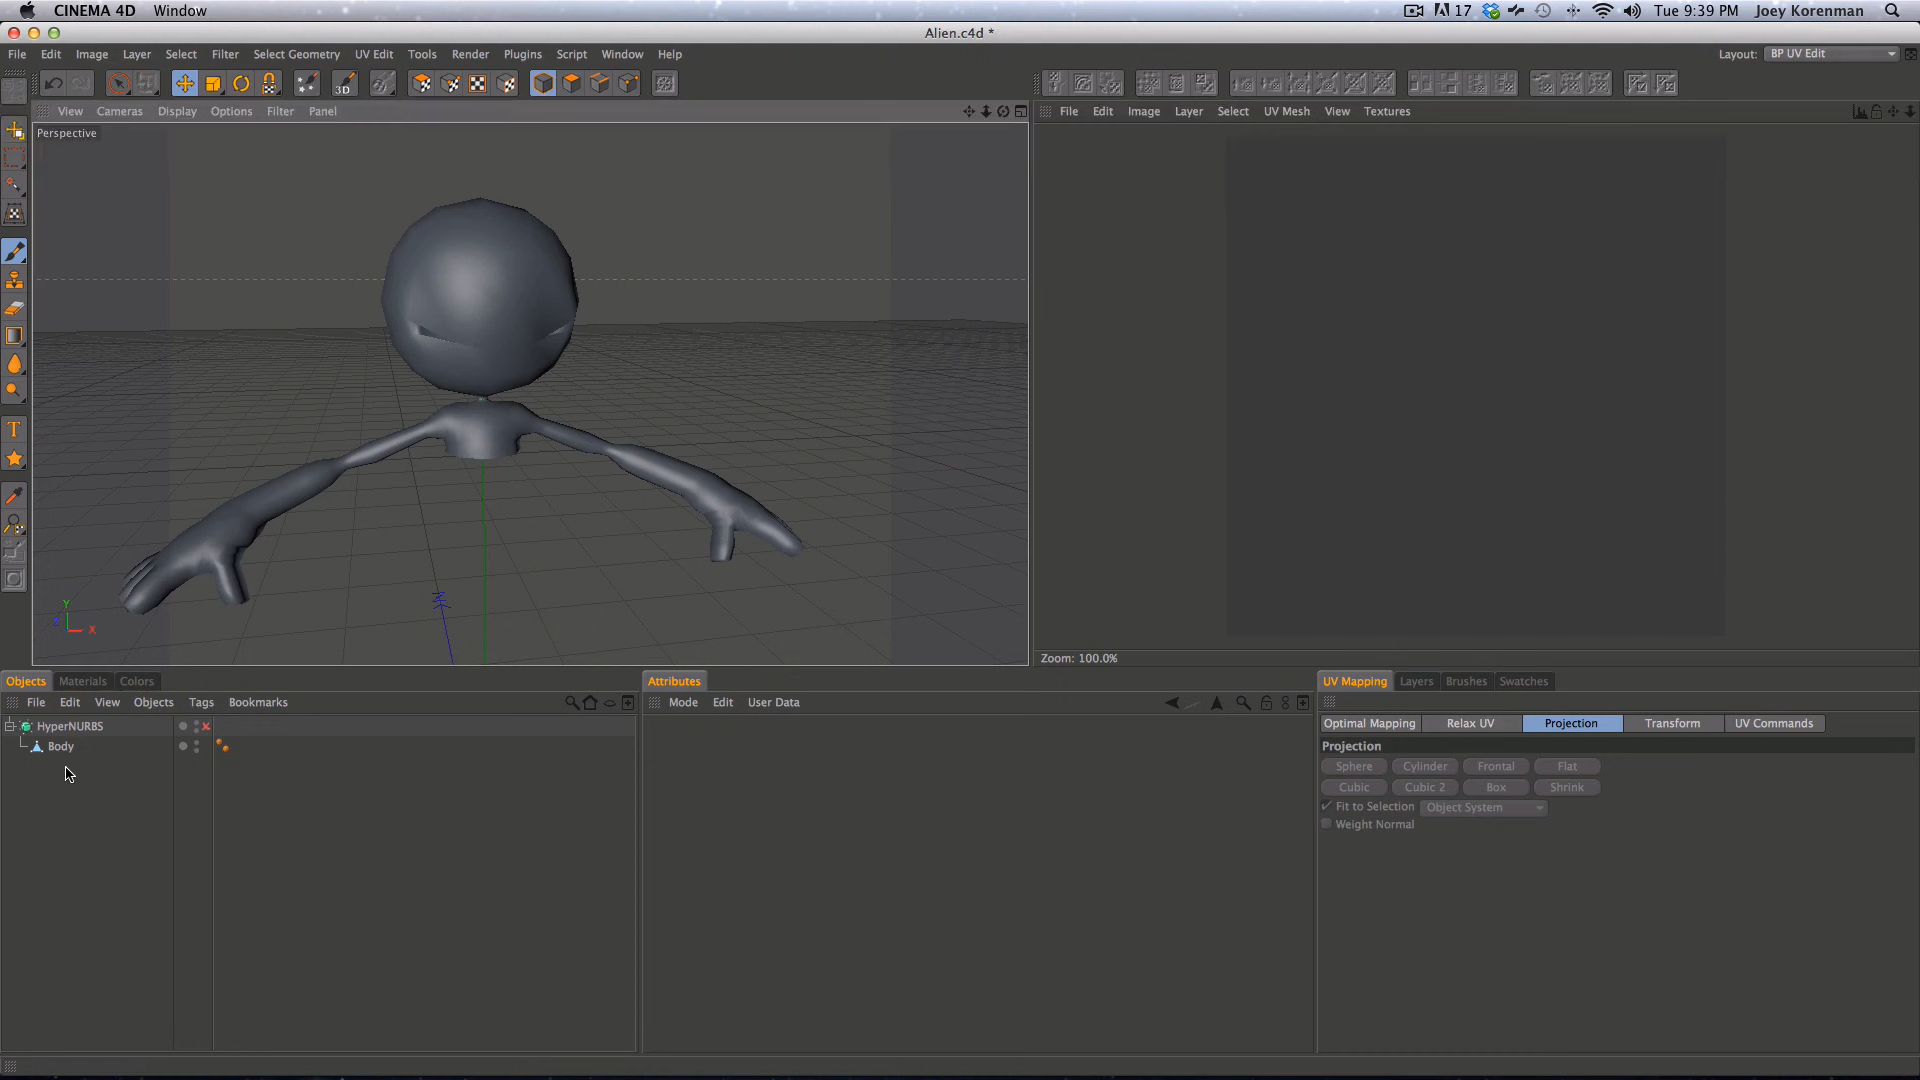 CINEMA 4D Window 17 Tue 9:39 PM Joey Korenman
Alien.c4d *
File Edit Image Layer Select Filter Select Geometry UV Edit Tools Render Plugins Script Window Help Layout: BP UV Edit
3D
View Cameras Display Options Filter Panel File Edit Image Layer Select UV Mesh View Textures
Perspective
T
Z
Y
X
Zoom: 100.0%
Objects Materials Colors Attributes UV Mapping Layers Brushes Swatches
File Edit View Objects Tags Bookmarks Mode Edit User Data
HyperNURBS Optimal Mapping Relax UV Projection Transform UV Commands
Body Projection
Sphere Cylinder Frontal Flat
Cubic Cubic 2 Box Shrink
Fit to Selection Object System
Weight Normal